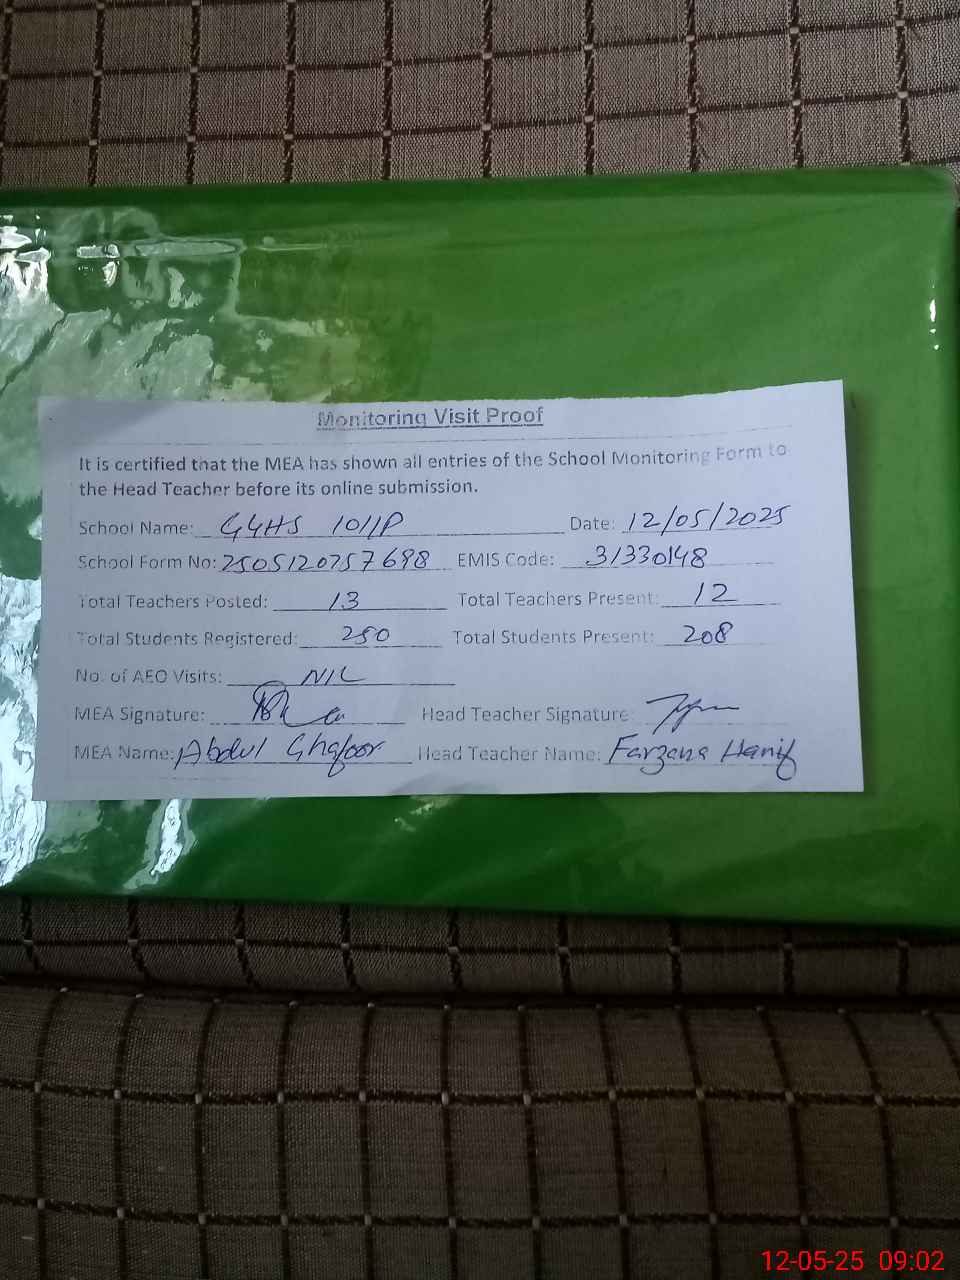 Monitoring Visit Proof
It is certified that the MEA has shown all entries of the School Monitoring Form to
the Head Teacher before its online submission.
School Name: GGHS 101/P Date: 12/05/2025
School Form No: 2505120757698 EMIS Code: 31330148
Total Teachers Posted: 13 Total Teachers Present: 12
Total Students Registered: 250 Total Students Present: 208
No. of AEO Visits: NIL
MEA Signature: Head Teacher Signature:
MEA Name: Abdul Ghafoor Head Teacher Name: Farzana Hanif
12-05-25 09:02